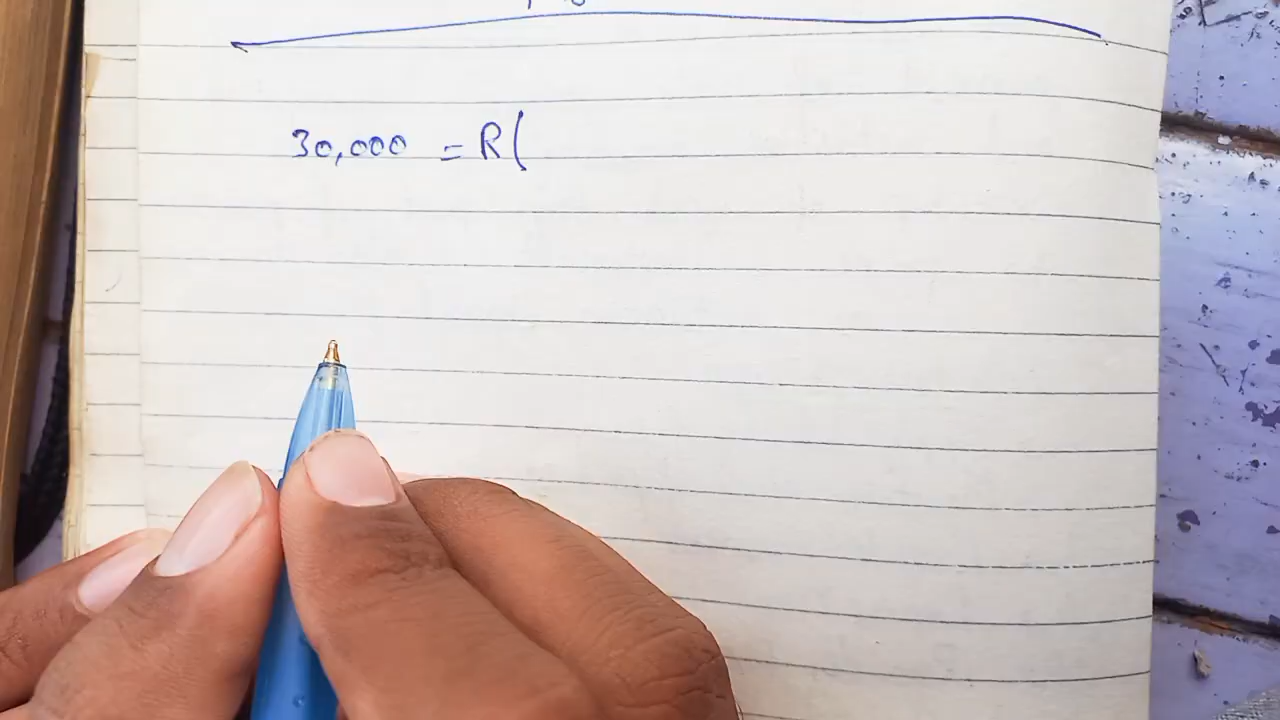 30,000 = R(